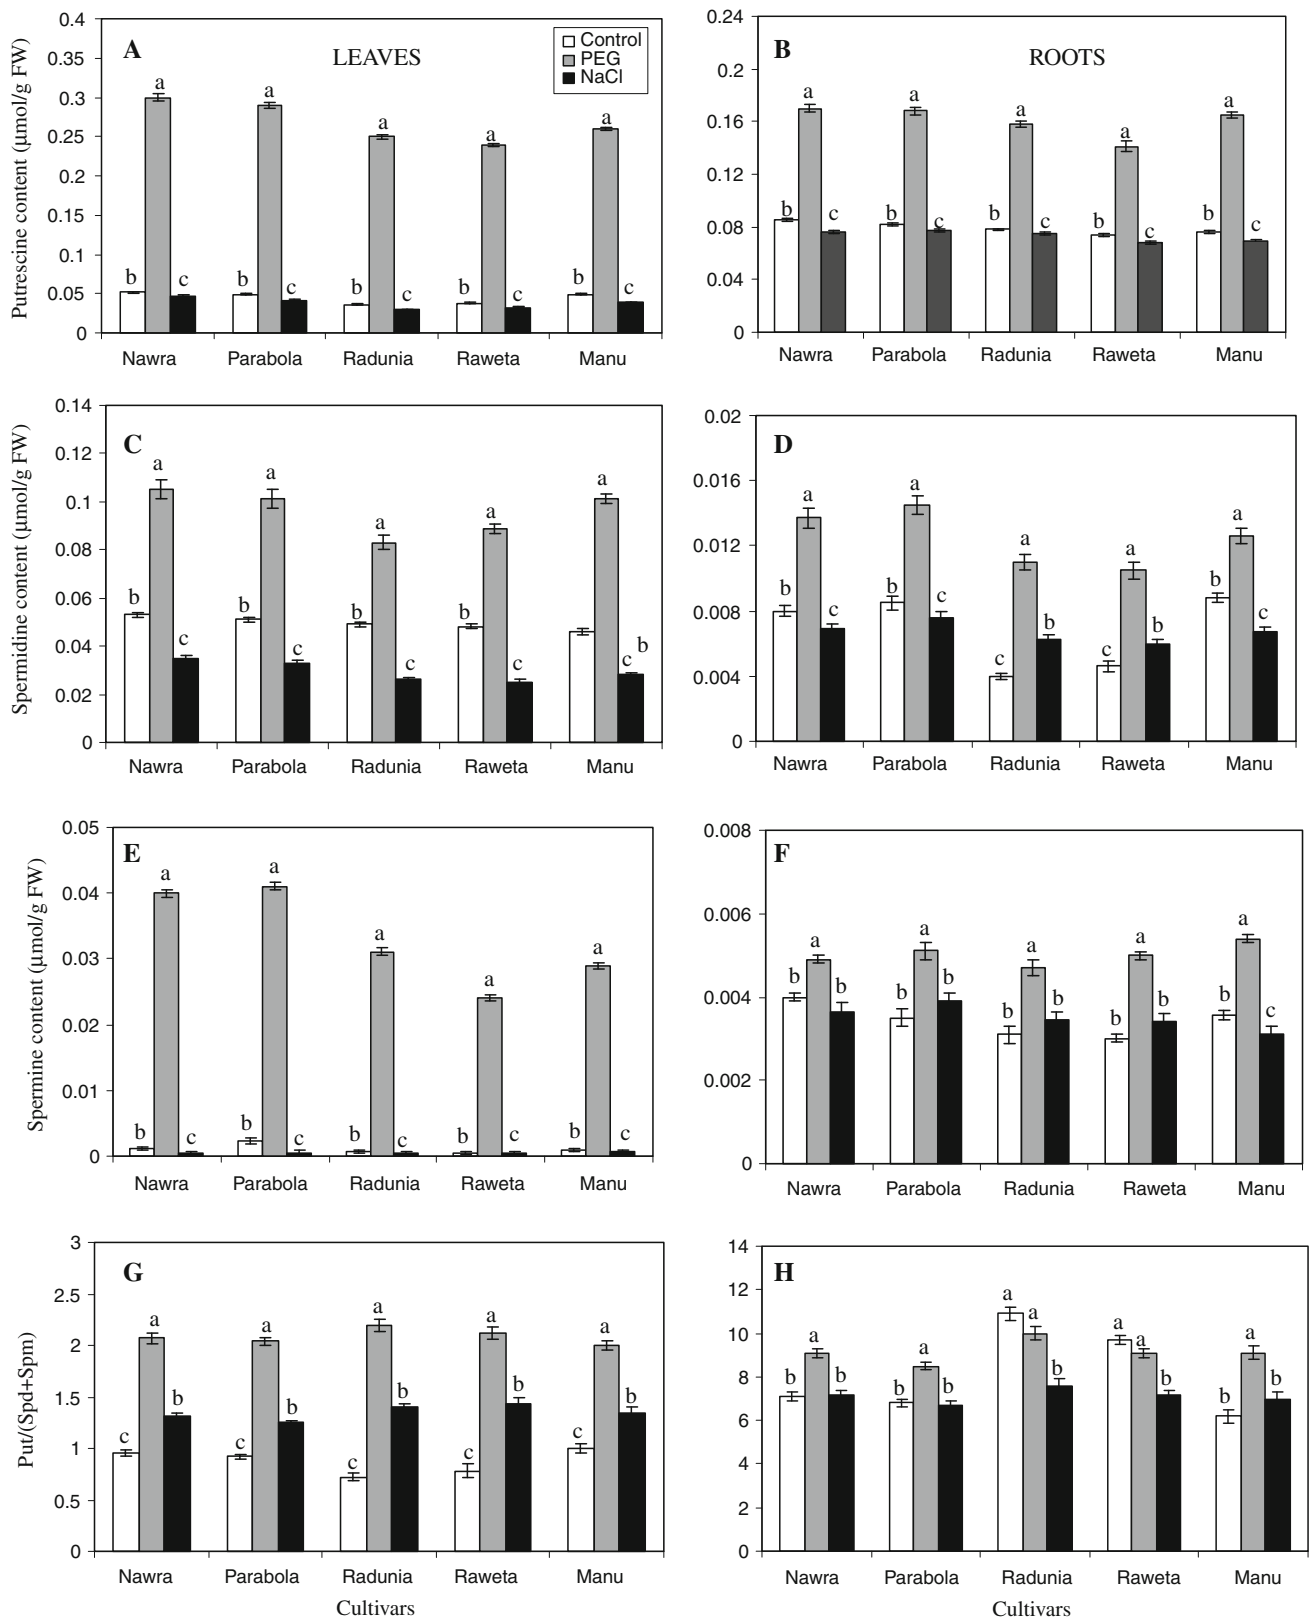 A
LEAVES
Control
PEG
NaCl
Putrescine content (µmol/g FW)
0.4
0.35
0.3
0.25
0.2
0.15
0.1
0.05
0
b a c
b a c
b a c
b a c
b a c
Nawra Parabola Radunia Raweta Manu
B
ROOTS
0.24
0.2
0.16
0.12
0.08
0.04
0
b a c
b a c
b a c
b a c
b a c
Nawra Parabola Radunia Raweta Manu
C
Spermidine content (µmol/g FW)
0.14
0.12
0.1
0.08
0.06
0.04
0.02
0
b a c
b a c
b a c
b a c
a c b
Nawra Parabola Radunia Raweta Manu
D
0.02
0.016
0.012
0.008
0.004
0
b a c
b a c
c a b
c a b
b a c
Nawra Parabola Radunia Raweta Manu
E
Spermine content (µmol/g FW)
0.05
0.04
0.03
0.02
0.01
0
b a c
b a c
b a c
b a c
b a c
Nawra Parabola Radunia Raweta Manu
F
0.008
0.006
0.004
0.002
0
b a b
b a b
b a b
b a b
b a c
Nawra Parabola Radunia Raweta Manu
G
Put/(Spd+Spm)
3
2.5
2
1.5
1
0.5
0
c a b
c a b
c a b
c a b
c a b
Nawra Parabola Radunia Raweta Manu
Cultivars
H
14
12
10
8
6
4
2
0
b a b
b a b
a a b
a a b
b a b
Nawra Parabola Radunia Raweta Manu
Cultivars